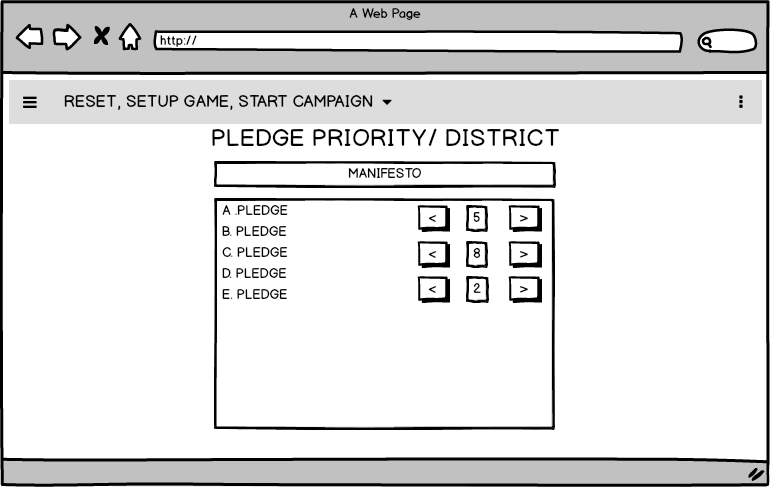 A Web Page
http://
RESET, SETUP GAME, START CAMPAIGN
PLEDGE PRIORITY/ DISTRICT
MANIFESTO
A .PLEDGE
< 5 >
B. PLEDGE
C. PLEDGE
< 8 >
D. PLEDGE
E. PLEDGE
< 2 >